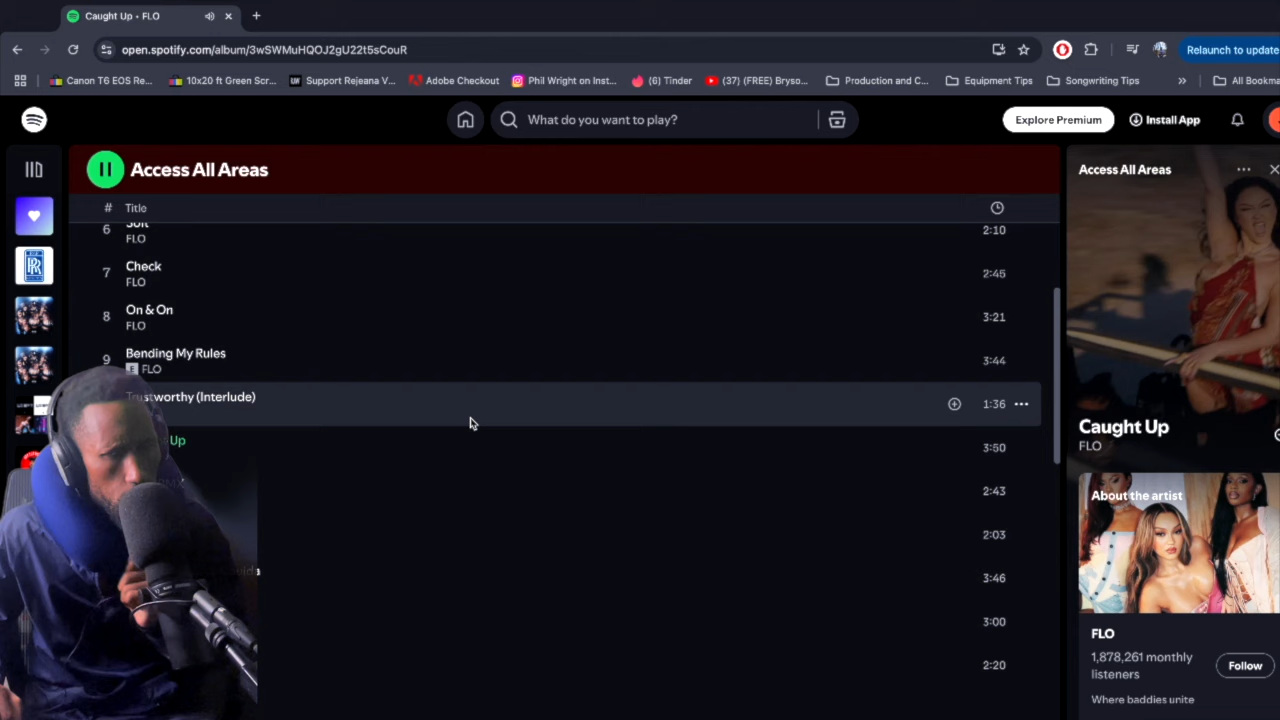 Caught Up • FLO
open.spotify.com/album/3wSWMuHQOJ2gU22t5sCouR
Relaunch to update
Canon T6 EOS Re...
10x20 ft Green Scr...
Support Rejeana V...
Adobe Checkout
Phil Wright on Inst...
(6) Tinder
(37) (FREE) Bryso...
Production and C...
Equipment Tips
Songwriting Tips
All Bookma
What do you want to play?
Explore Premium
Install App
Access All Areas
# Title
6 Soft 2:10
FLO
7 Check 2:45
FLO
8 On & On 3:21
FLO
9 Bending My Rules 3:44
E FLO
Trustworthy (Interlude) 1:36
Up 3:50
2:43
2:03
3:46
3:00
2:20
Access All Areas
Caught Up
FLO
About the artist
FLO
1,878,261 monthly
listeners
Follow
Where baddies unite